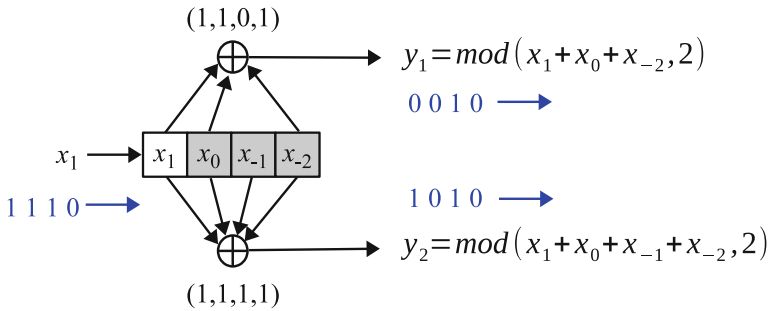 (1,1,0,1)
y₁=mod(x₁+x₀+x₋₂,2)
0 0 1 0
x₁
x₁ x₀ x₋₁ x₋₂
1 1 1 0
1 0 1 0
y₂=mod(x₁+x₀+x₋₁+x₋₂,2)
(1,1,1,1)